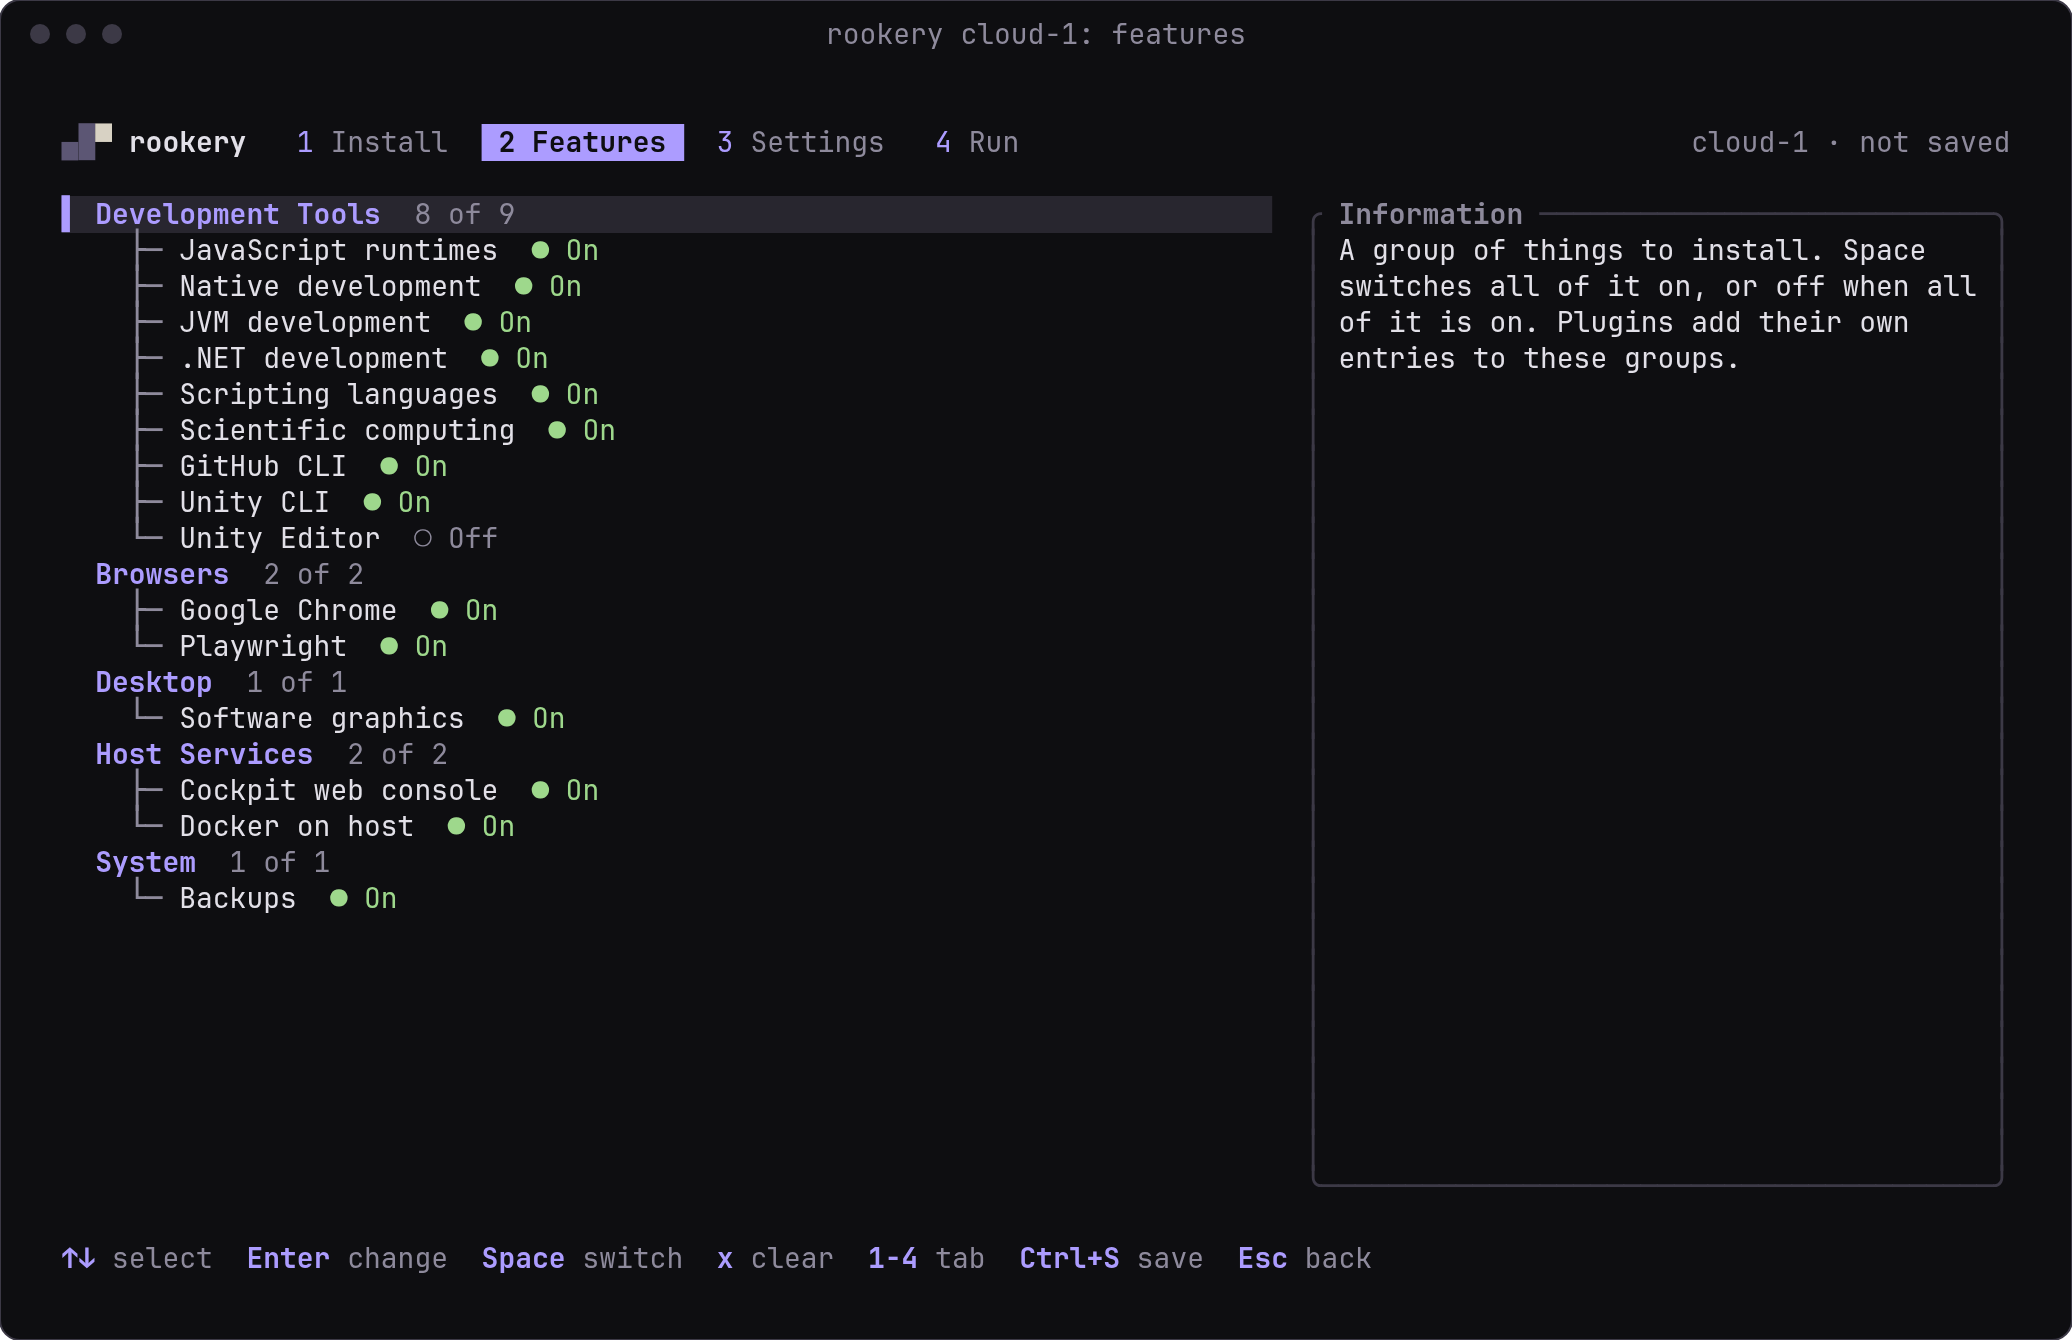 rookery cloud-1: features
rookery 1 Install 2 Features 3 Settings 4 Run cloud-1 · not saved
Development Tools 8 of 9
├─ JavaScript runtimes ● On
├─ Native development ● On
├─ JVM development ● On
├─ .NET development ● On
├─ Scripting languages ● On
├─ Scientific computing ● On
├─ GitHub CLI ● On
├─ Unity CLI ● On
└─ Unity Editor ○ Off
Browsers 2 of 2
├─ Google Chrome ● On
└─ Playwright ● On
Desktop 1 of 1
└─ Software graphics ● On
Host Services 2 of 2
├─ Cockpit web console ● On
└─ Docker on host ● On
System 1 of 1
└─ Backups ● On
Information
A group of things to install. Space
switches all of it on, or off when all
of it is on. Plugins add their own
entries to these groups.
↑↓ select Enter change Space switch x clear 1-4 tab Ctrl+S save Esc back